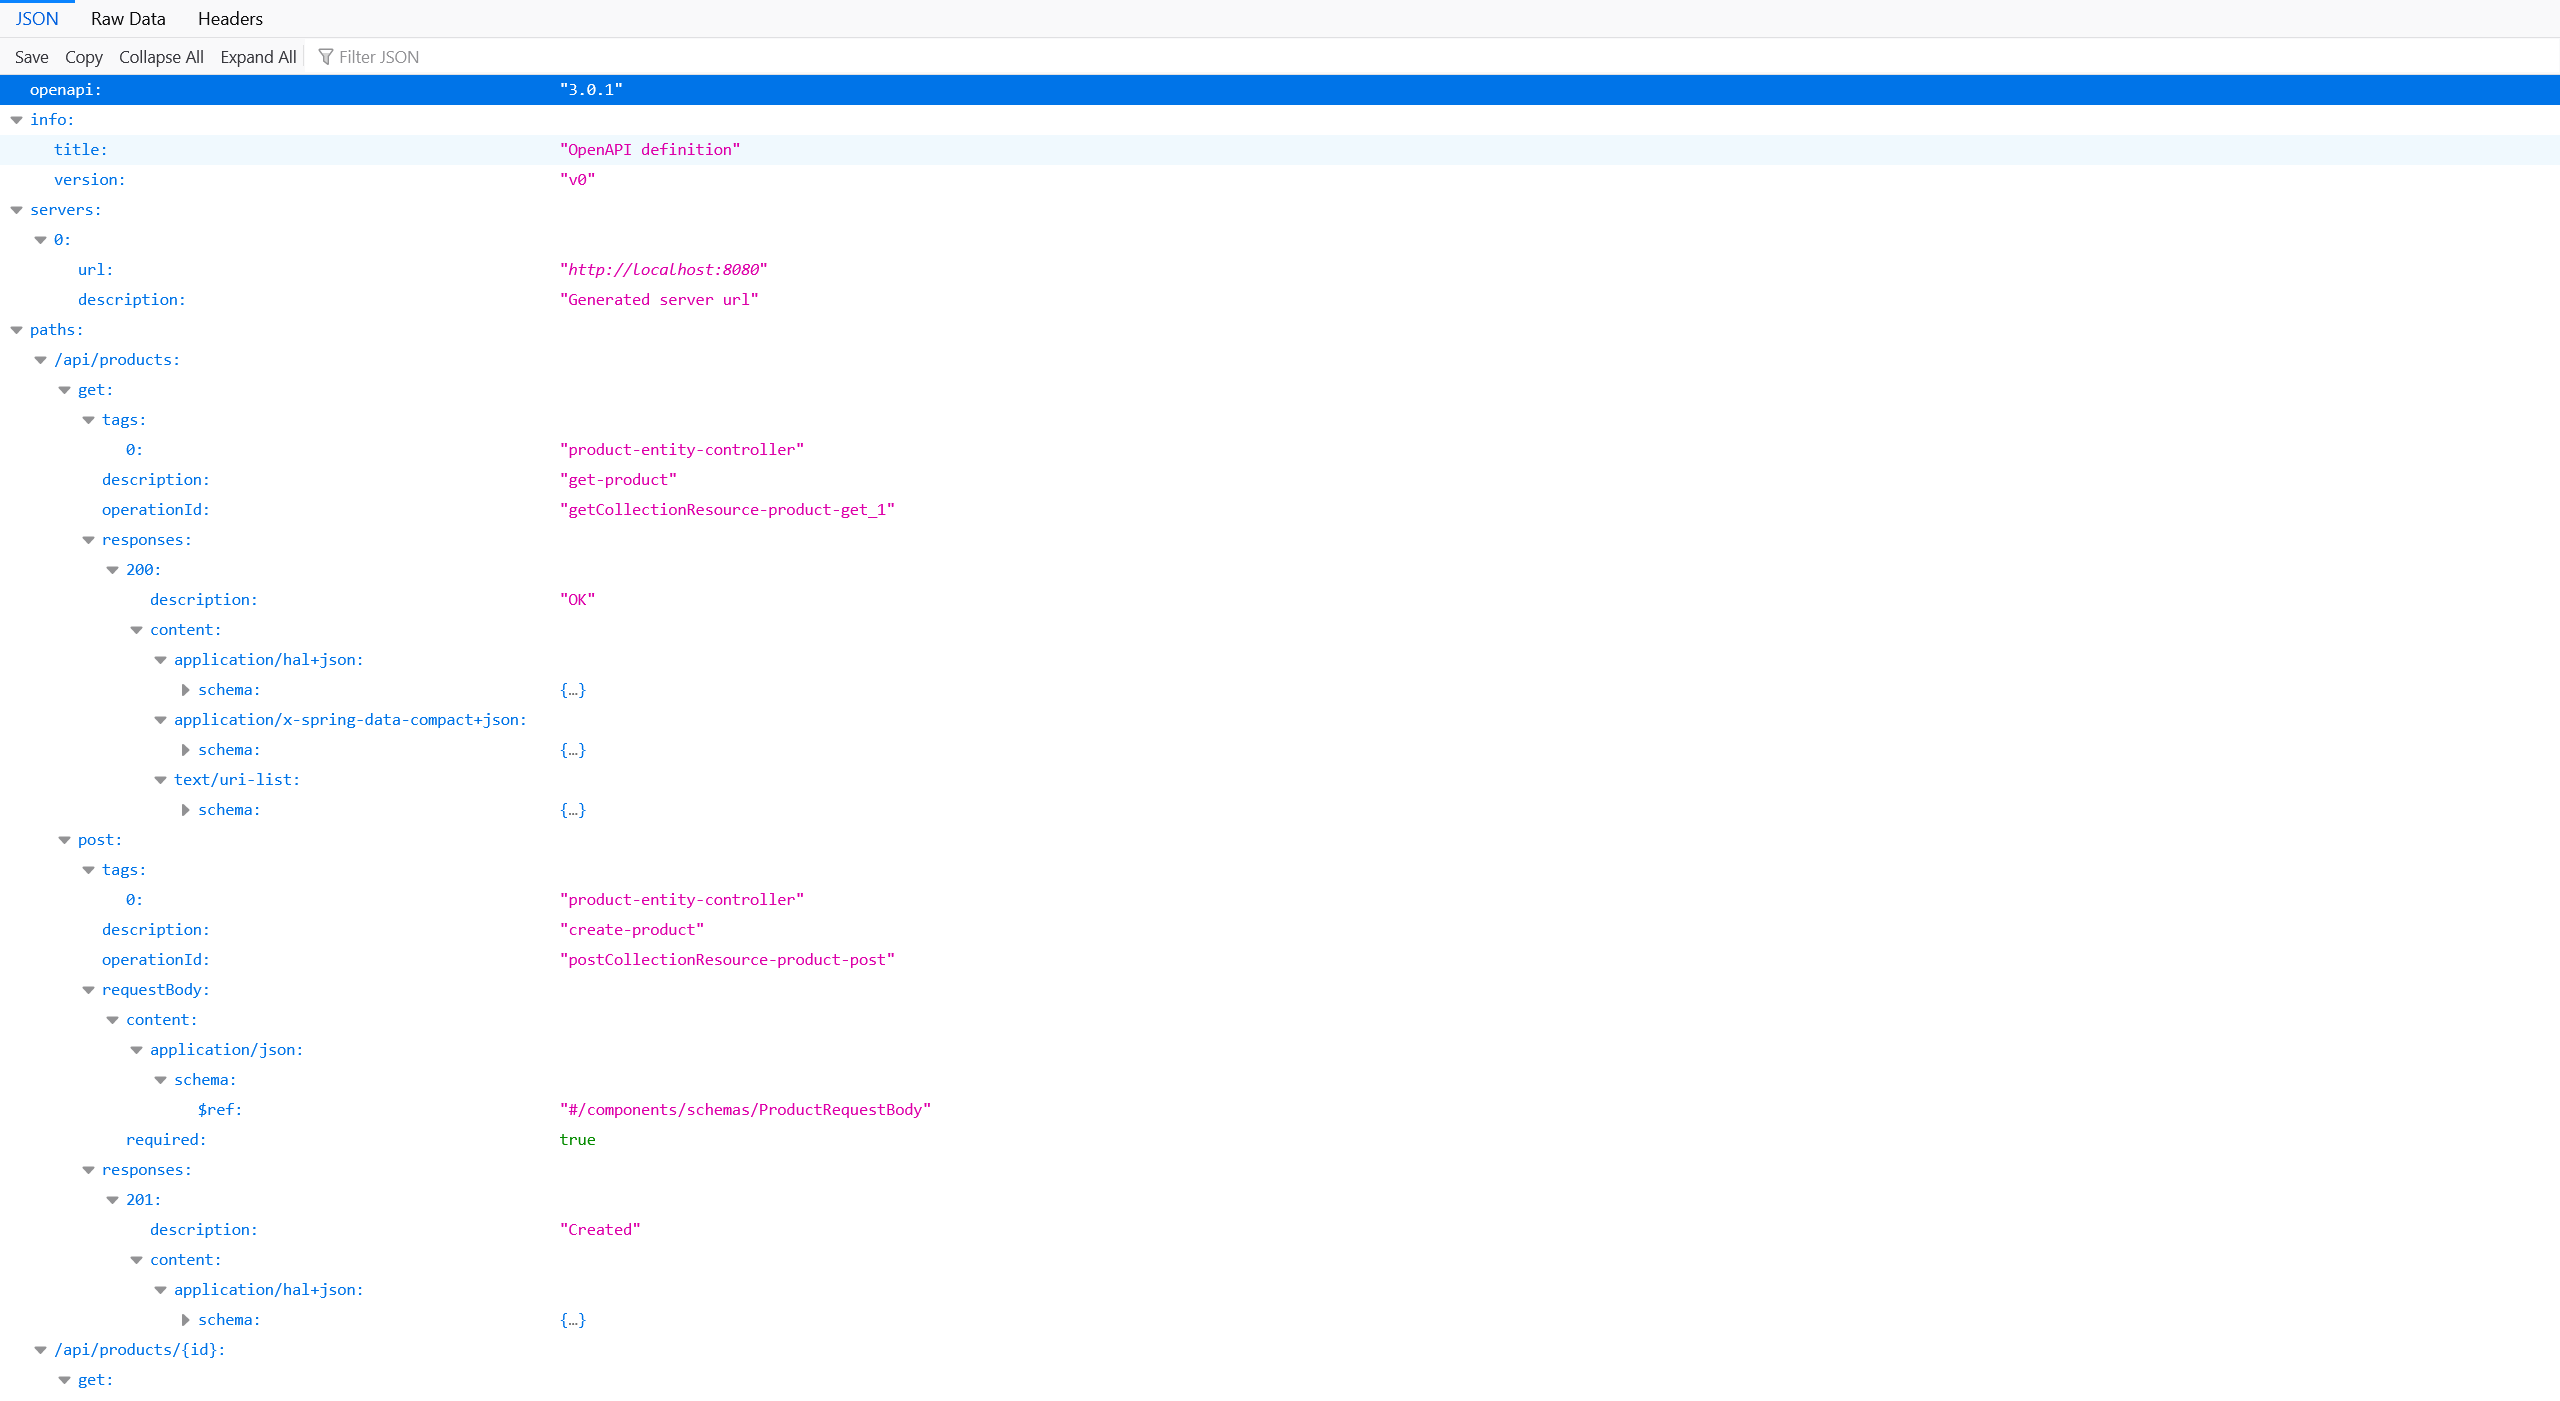 JSON Raw Data Headers
Save Copy Collapse All Expand All Filter JSON
openapi: "3.0.1"
info:
title: "OpenAPI definition"
version: "v0"
servers:
0:
url: "http://localhost:8080"
description: "Generated server url"
paths:
/api/products:
get:
tags:
0: "product-entity-controller"
description: "get-product"
operationId: "getCollectionResource-product-get_1"
responses:
200:
description: "OK"
content:
application/hal+json:
schema: {…}
application/x-spring-data-compact+json:
schema: {…}
text/uri-list:
schema: {…}
post:
tags:
0: "product-entity-controller"
description: "create-product"
operationId: "postCollectionResource-product-post"
requestBody:
content:
application/json:
schema:
$ref: "#/components/schemas/ProductRequestBody"
required: true
responses:
201:
description: "Created"
content:
application/hal+json:
schema: {…}
/api/products/{id}:
get: